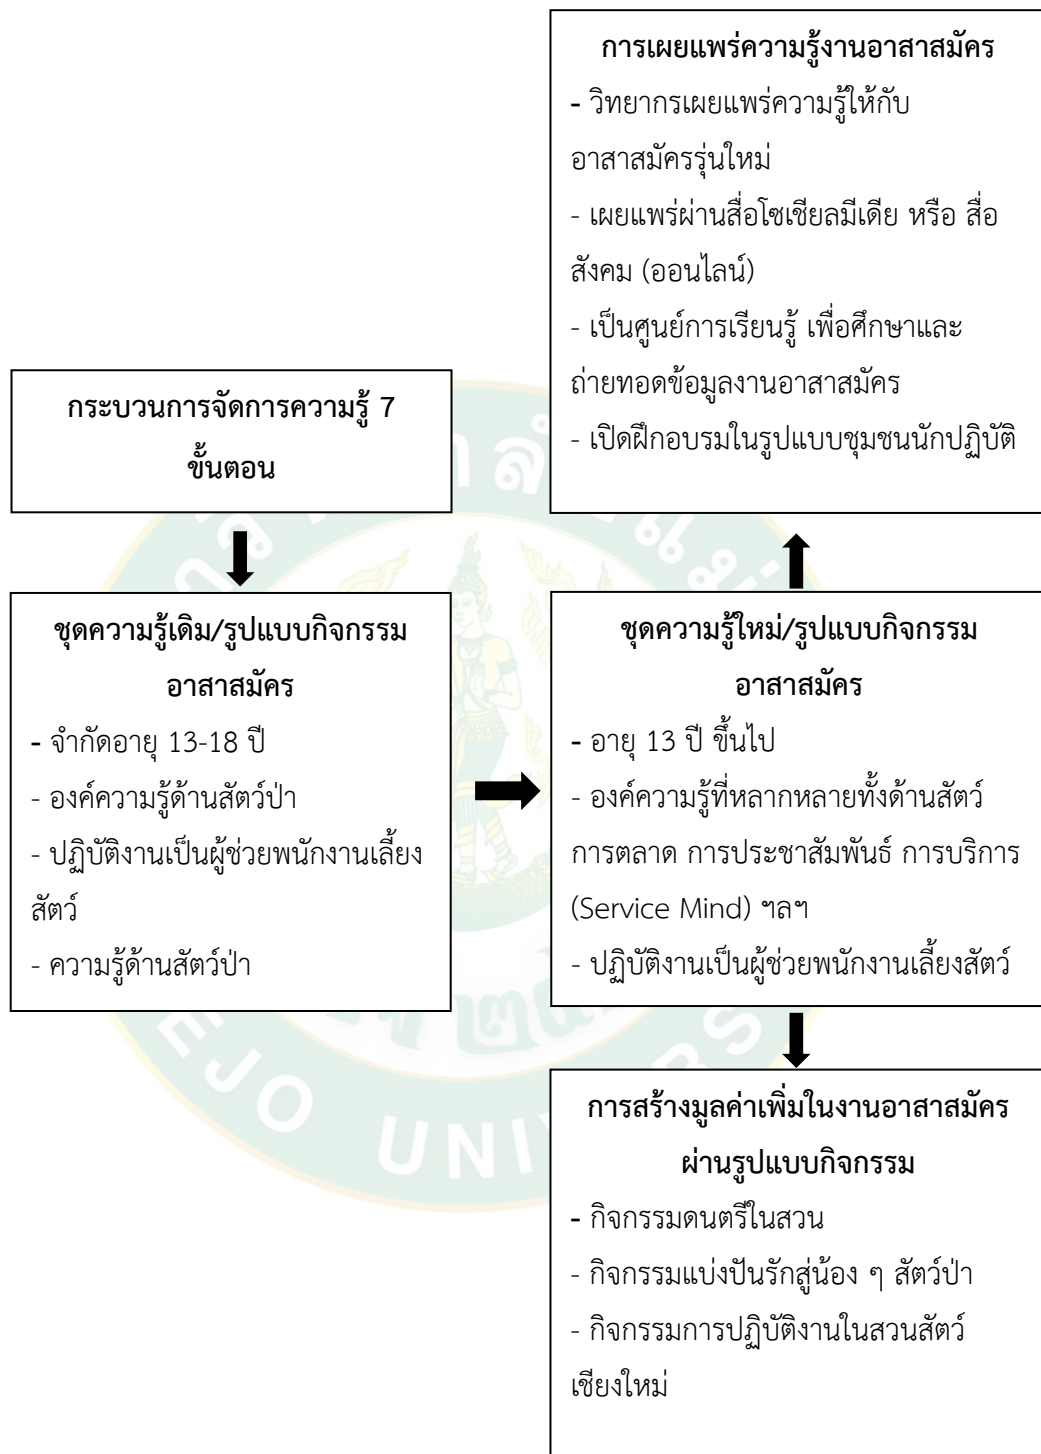 การเผยแพร่ความรู้งานอาสาสมัคร
- วิทยากรเผยแพร่ความรู้ให้กับ
อาสาสมัครรุ่นใหม่
- เผยแพร่ผ่านสื่อโซเชียลมีเดีย หรือ สื่อ
สังคม (ออนไลน์)
- เป็นศูนย์การเรียนรู้ เพื่อศึกษาและ
ถ่ายทอดข้อมูลงานอาสาสมัคร
- เปิดฝึกอบรมในรูปแบบชุมชนนักปฏิบัติ
กระบวนการจัดการความรู้ 7
ขั้นตอน
ชุดความรู้เดิม/รูปแบบกิจกรรม
อาสาสมัคร
- จำกัดอายุ 13-18 ปี
- องค์ความรู้ด้านสัตว์ป่า
- ปฏิบัติงานเป็นผู้ช่วยพนักงานเลี้ยง
สัตว์
- ความรู้ด้านสัตว์ป่า
ชุดความรู้ใหม่/รูปแบบกิจกรรม
อาสาสมัคร
- อายุ 13 ปี ขึ้นไป
- องค์ความรู้ที่หลากหลายทั้งด้านสัตว์
การตลาด การประชาสัมพันธ์ การบริการ
(Service Mind) ฯลฯ
- ปฏิบัติงานเป็นผู้ช่วยพนักงานเลี้ยงสัตว์
การสร้างมูลค่าเพิ่มในงานอาสาสมัคร
ผ่านรูปแบบกิจกรรม
- กิจกรรมดนตรีในสวน
- กิจกรรมแบ่งปันรักสู่น้อง ๆ สัตว์ป่า
- กิจกรรมการปฏิบัติงานในสวนสัตว์
เชียงใหม่